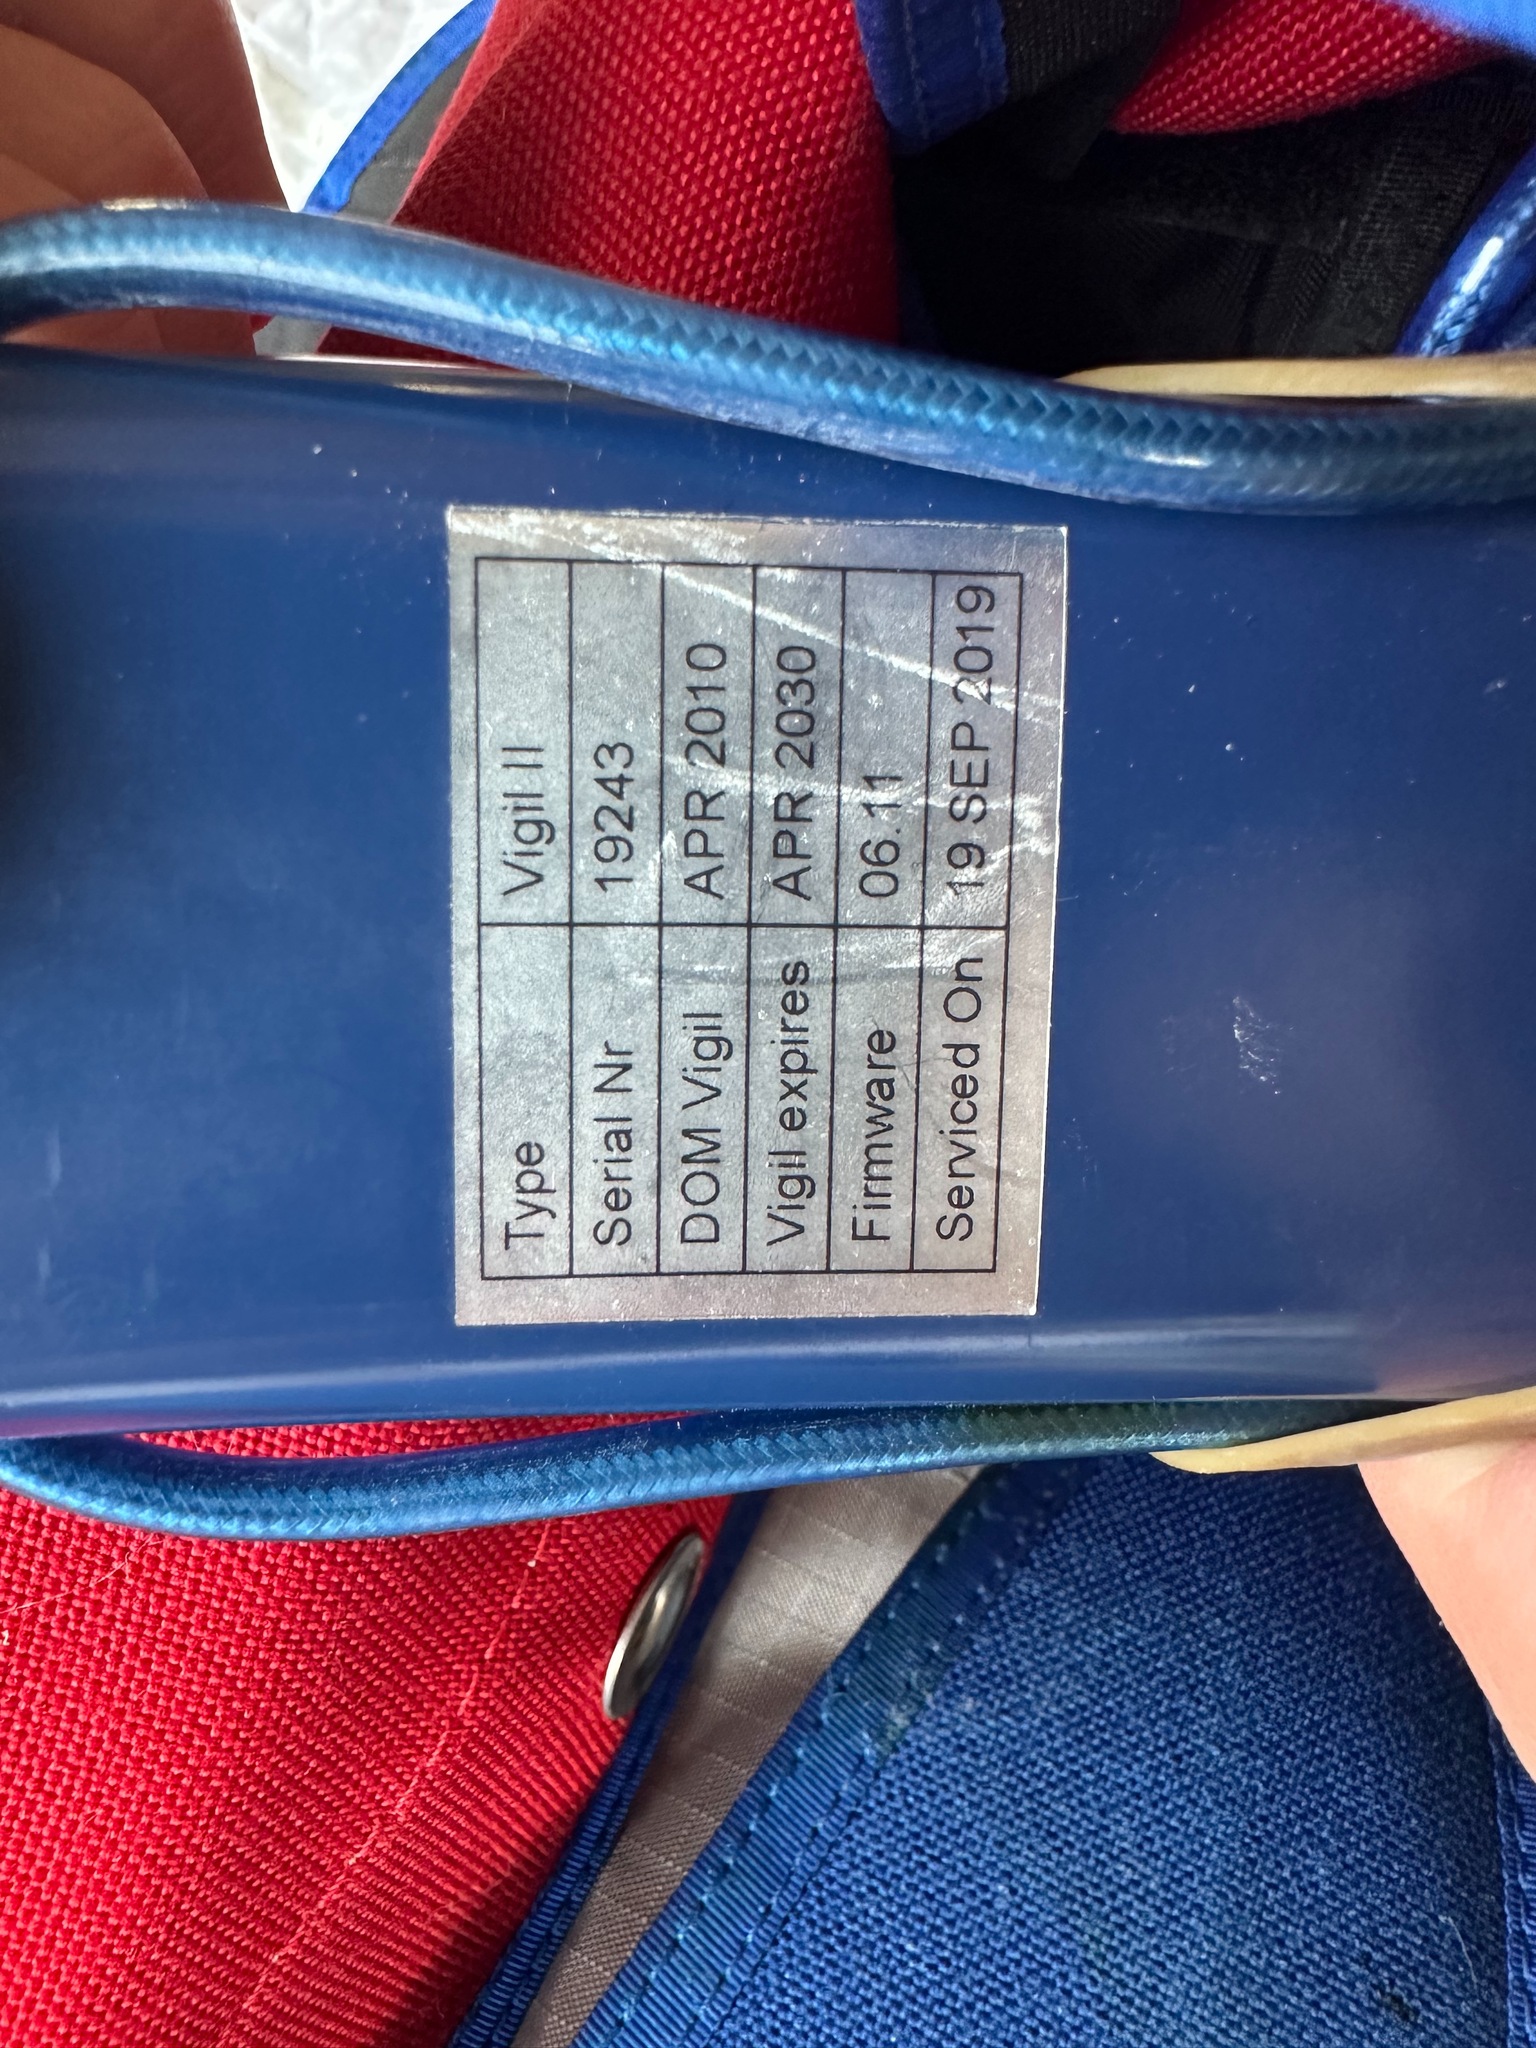 Type Vigil II
Serial Nr 19243
DOM Vigil APR 2010
Vigil expires APR 2030
Firmware 06.11
Serviced On 19 SEP 2019